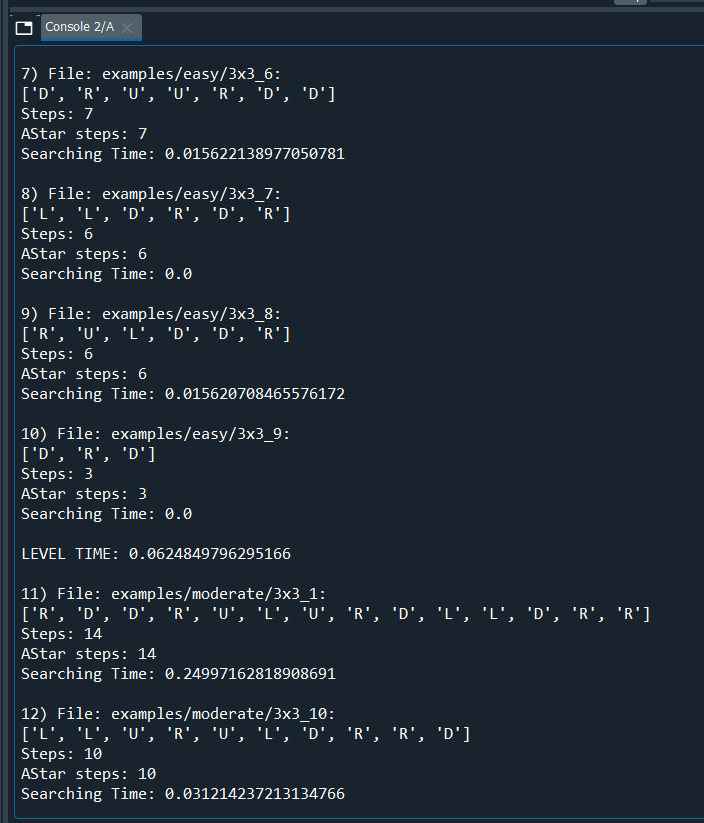 Console 2/A
7) File: examples/easy/3x3_6:
['D', 'R', 'U', 'U', 'R', 'D', 'D']
Steps: 7
AStar steps: 7
Searching Time: 0.015622138977050781
8) File: examples/easy/3x3_7:
['L', 'L', 'D', 'R', 'D', 'R']
Steps: 6
AStar steps: 6
Searching Time: 0.0
9) File: examples/easy/3x3_8:
['R', 'U', 'L', 'D', 'D', 'R']
Steps: 6
AStar steps: 6
Searching Time: 0.015620708465576172
10) File: examples/easy/3x3_9:
['D', 'R', 'D']
Steps: 3
AStar steps: 3
Searching Time: 0.0
LEVEL TIME: 0.0624849796295166
11) File: examples/moderate/3x3_1:
['R', 'D', 'D', 'R', 'U', 'L', 'U', 'R', 'D', 'L', 'L', 'D', 'R', 'R']
Steps: 14
AStar steps: 14
Searching Time: 0.24997162818908691
12) File: examples/moderate/3x3_10:
['L', 'L', 'U', 'R', 'U', 'L', 'D', 'R', 'R', 'D']
Steps: 10
AStar steps: 10
Searching Time: 0.031214237213134766